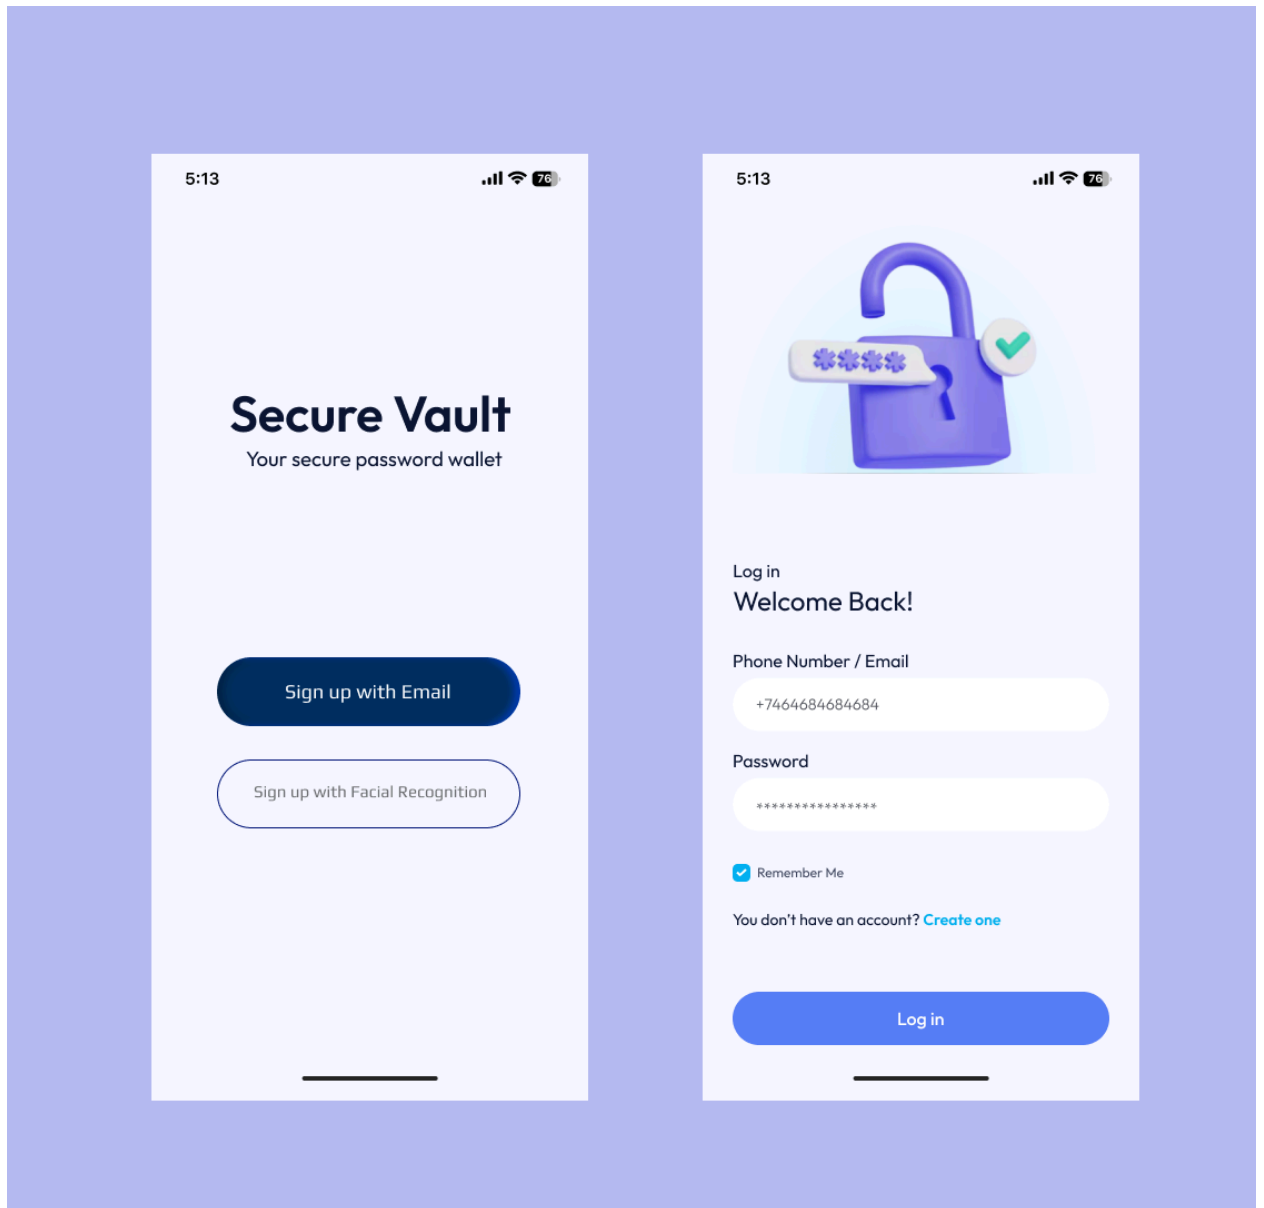 5:13
76
Secure Vault
Your secure password wallet
Sign up with Email
Sign up with Facial Recognition
5:13
76
****
Log in
Welcome Back!
Phone Number / Email
+7464684684684
Password
****************
Remember Me
You don't have an account? Create one
Log in